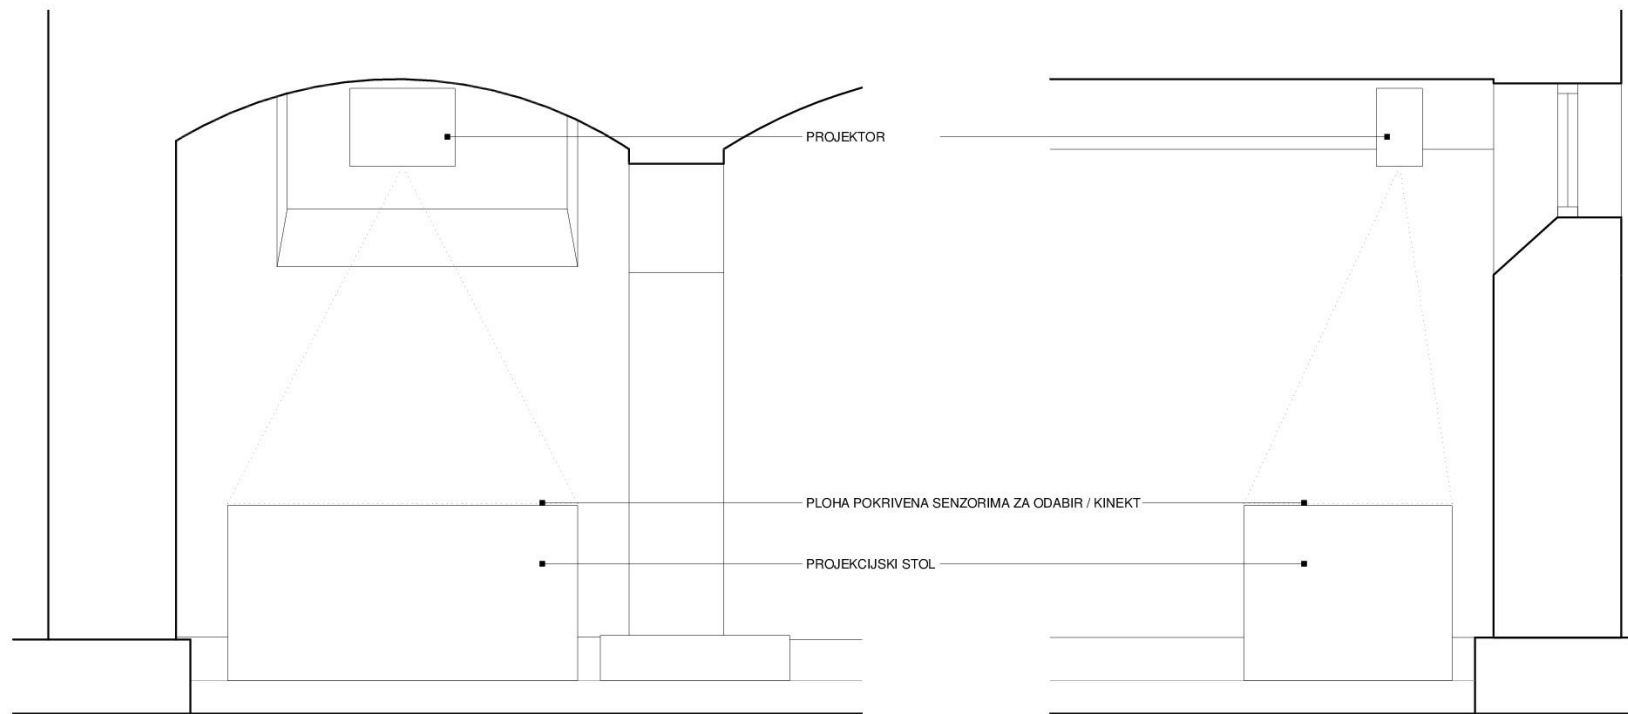 PROJEKTOR
PLOHA POKRIVENA SENZORIMA ZA ODABIR / KINEKT
PROJEKCIJSKI STOL